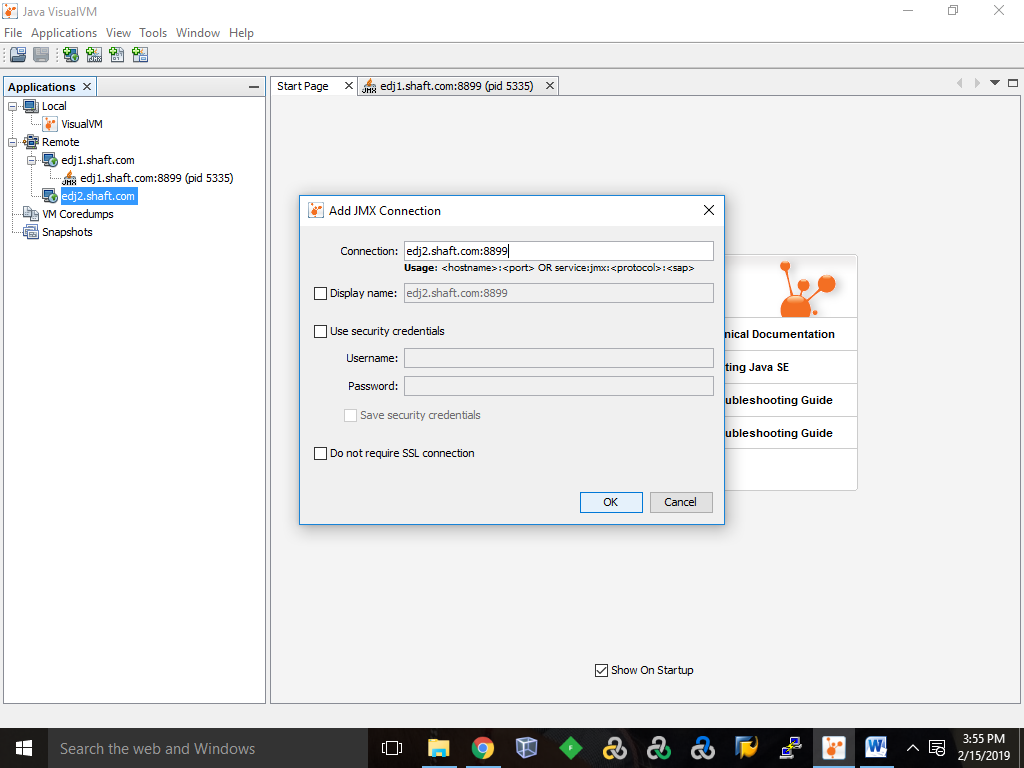 Java VisualVM
File Applications View Tools Window Help
Applications
Local
VisualVM
Remote
edj1.shaft.com
edj1.shaft.com:8899 (pid 5335)
edj2.shaft.com
VM Coredumps
Snapshots
Start Page
edj1.shaft.com:8899 (pid 5335)
Add JMX Connection
Connection: edj2.shaft.com:8899
Usage: <hostname>:<port> OR service:jmx:<protocol>:<sap>
Display name: edj2.shaft.com:8899
Use security credentials
Username:
Password:
Save security credentials
Do not require SSL connection
OK Cancel
nical Documentation
ting Java SE
ubleshooting Guide
ubleshooting Guide
Show On Startup
Search the web and Windows
3:55 PM
2/15/2019